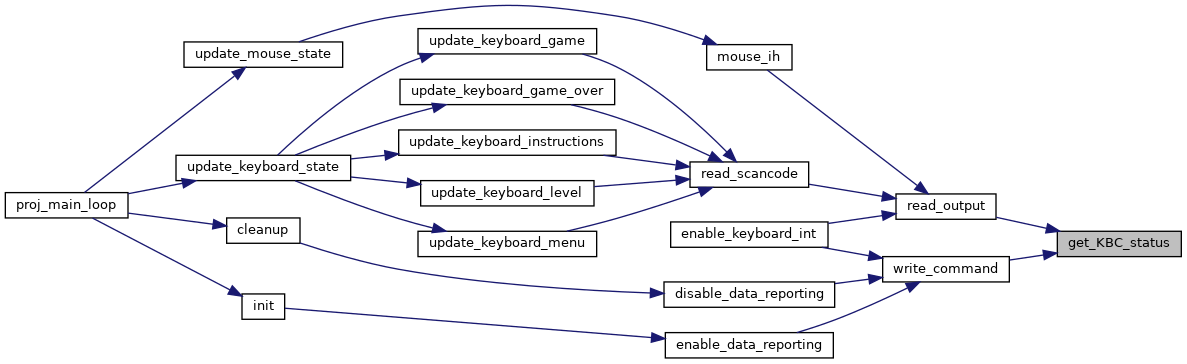 update_keyboard_game
update_mouse_state
mouse_ih
update_keyboard_game_over
update_keyboard_instructions
update_keyboard_state
read_scancode
update_keyboard_level
proj_main_loop
read_output
cleanup
enable_keyboard_int
update_keyboard_menu
get_KBC_status
write_command
disable_data_reporting
init
enable_data_reporting